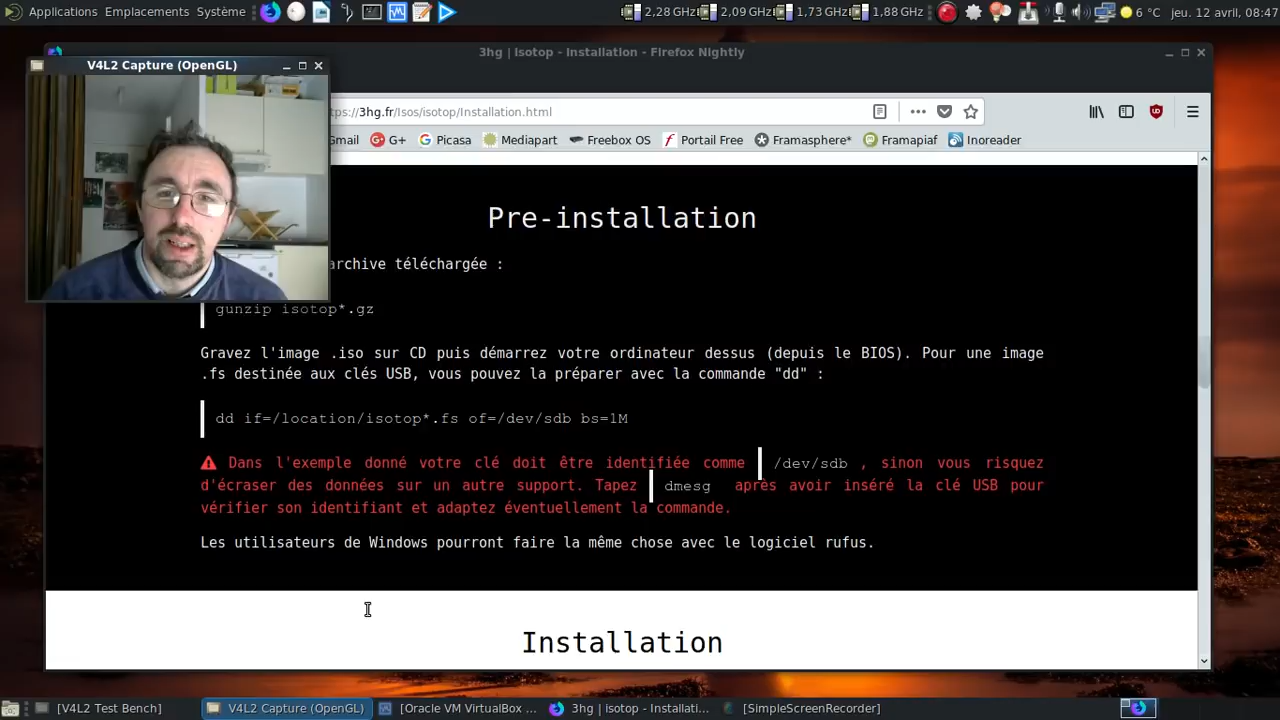 Applications Emplacements Système 2,28 GHz 2,09 GHz 1,73 GHz 1,88 GHz 6 °C jeu. 12 avril, 08:47
3hg | Isotop - Installation - Firefox Nightly
V4L2 Capture (OpenGL)
tps://3hg.fr/Isos/isotop/Installation.html
Gmail G+ Picasa Mediapart Freebox OS Portail Free Framasphere* Framapiaf Inoreader
Pre-installation
archive téléchargée :
gunzip isotop*.gz
Gravez l'image .iso sur CD puis démarrez votre ordinateur dessus (depuis le BIOS). Pour une image
.fs destinée aux clés USB, vous pouvez la préparer avec la commande "dd" :
dd if=/location/isotop*.fs of=/dev/sdb bs=1M
Dans l'exemple donné votre clé doit être identifiée comme /dev/sdb , sinon vous risquez
d'écraser des données sur un autre support. Tapez dmesg après avoir inséré la clé USB pour
vérifier son identifiant et adaptez éventuellement la commande.
Les utilisateurs de Windows pourront faire la même chose avec le logiciel rufus.
Installation
[V4L2 Test Bench] V4L2 Capture (OpenGL) [Oracle VM VirtualBox ... 3hg | isotop - Installati... [SimpleScreenRecorder]